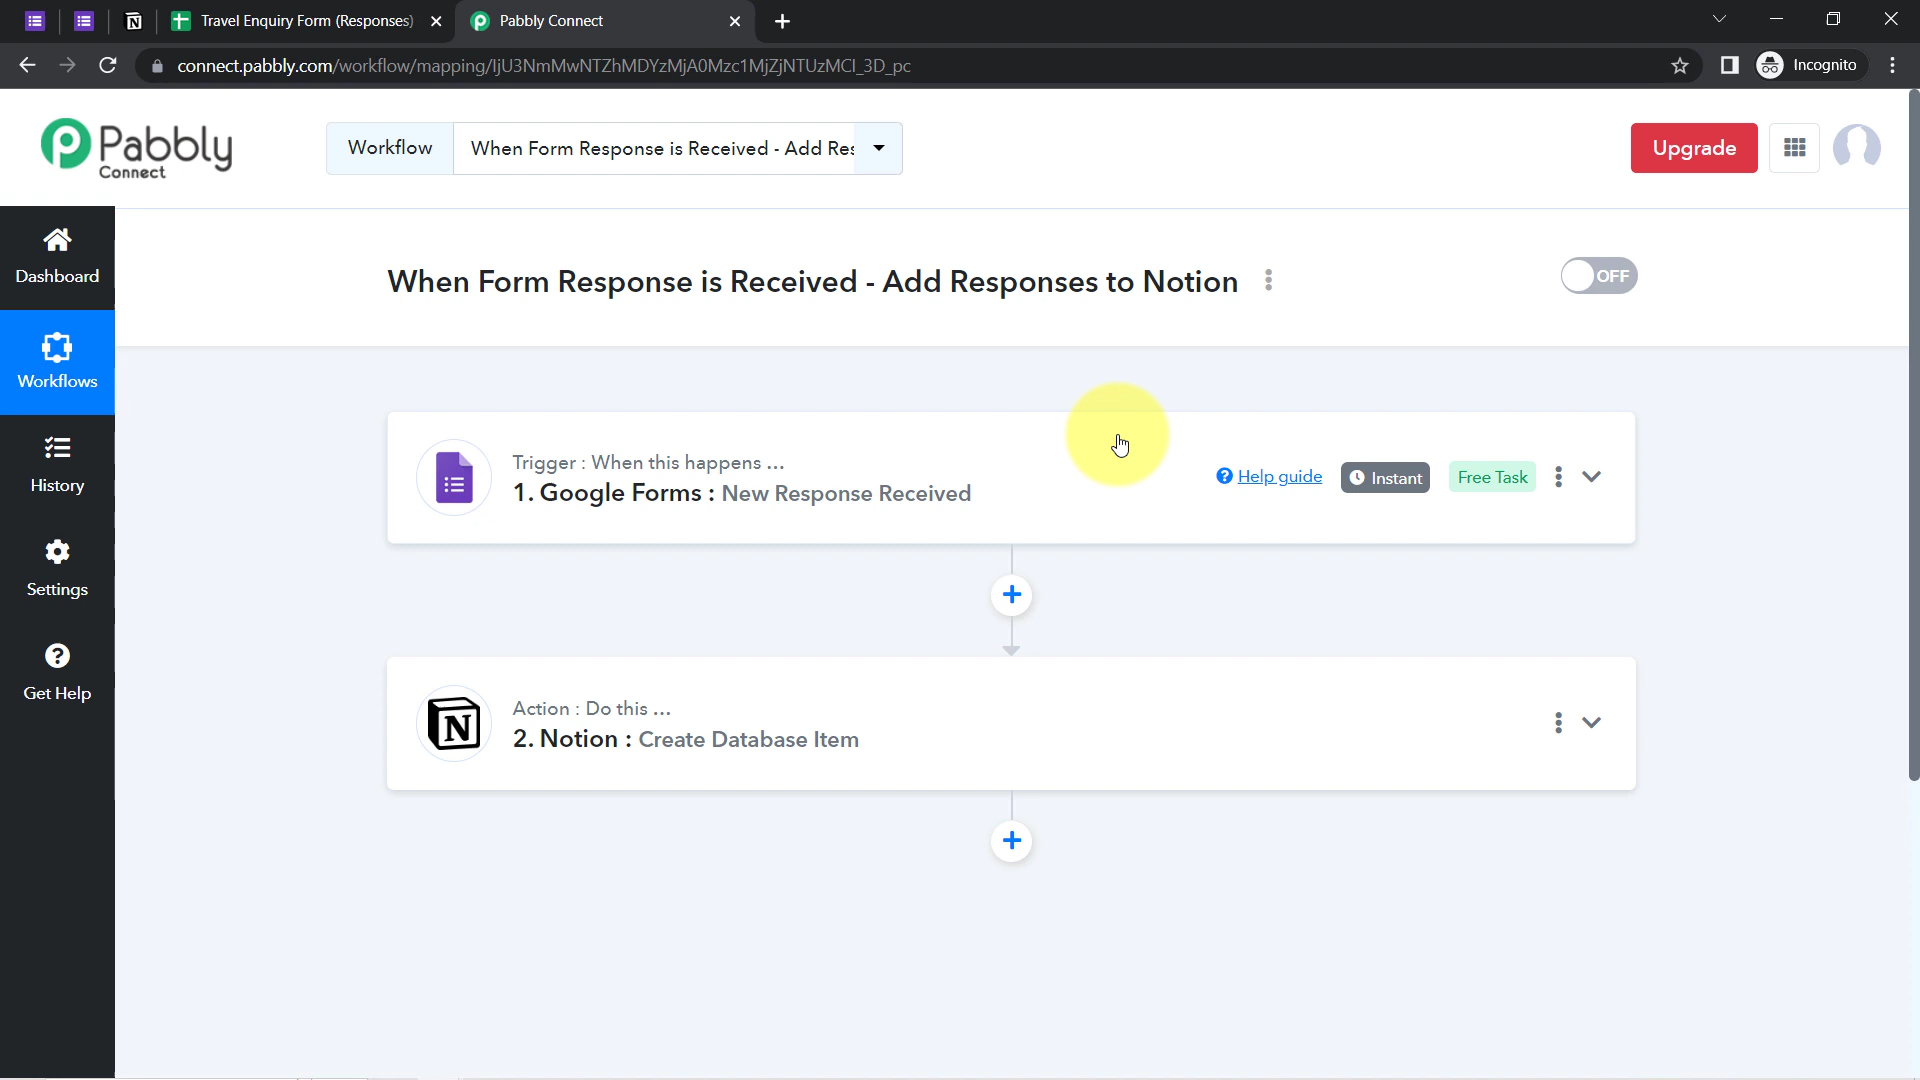 Travel Enquiry Form (Responses)
Pabbly Connect
connect.pabbly.com/workflow/mapping/IjU3NmMwNTZhMDYzMjA0Mzc1MjZjNTUzMCI_3D_pc
Incognito
Pabbly
Connect
Workflow
When Form Response is Received - Add Res
Upgrade
Dashboard
Workflows
History
Settings
Get Help
When Form Response is Received - Add Responses to Notion
OFF
Trigger : When this happens ...
1. Google Forms : New Response Received
Help guide
Instant
Free Task
Action : Do this ...
2. Notion : Create Database Item